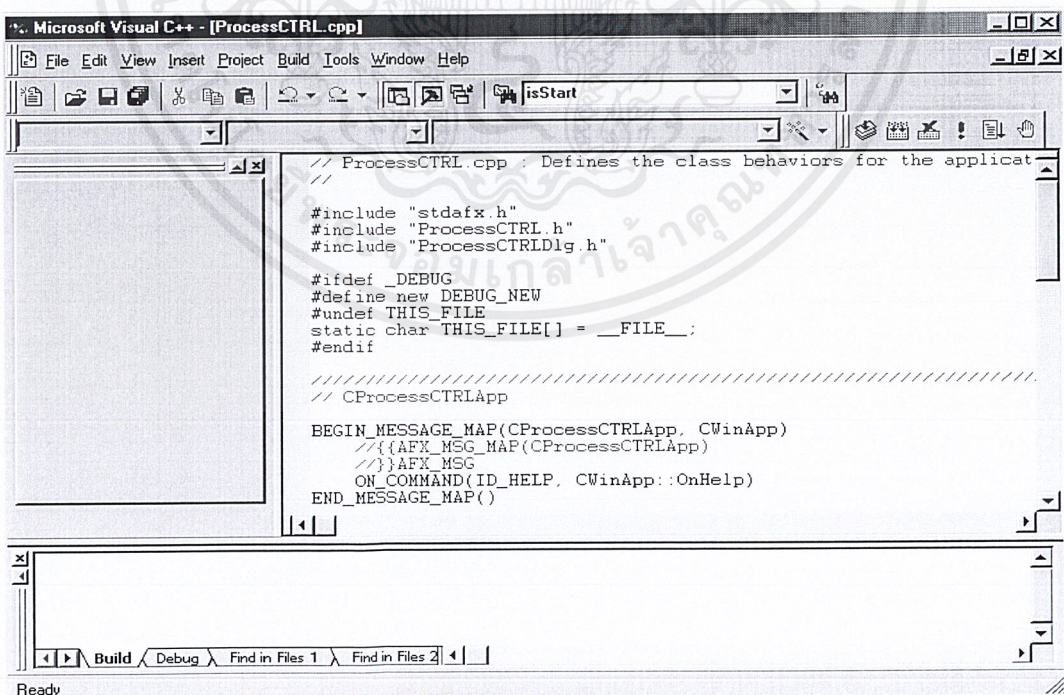 Microsoft Visual C++ - [ProcessCTRL.cpp]
File Edit View Insert Project Build Tools Window Help
isStart
// ProcessCTRL.cpp : Defines the class behaviors for the applicat
//
#include "stdafx.h"
#include "ProcessCTRL.h"
#include "ProcessCTRLDlg.h"
#ifdef _DEBUG
#define new DEBUG_NEW
#undef THIS_FILE
static char THIS_FILE[] = __FILE__;
#endif
/////////////////////////////////////////////////////////////////////
// CProcessCTRLApp
BEGIN_MESSAGE_MAP(CProcessCTRLApp, CWinApp)
//{{AFX_MSG_MAP(CProcessCTRLApp)
//}}AFX_MSG
ON_COMMAND(ID_HELP, CWinApp::OnHelp)
END_MESSAGE_MAP()
Build Debug Find in Files 1 Find in Files 2
Ready